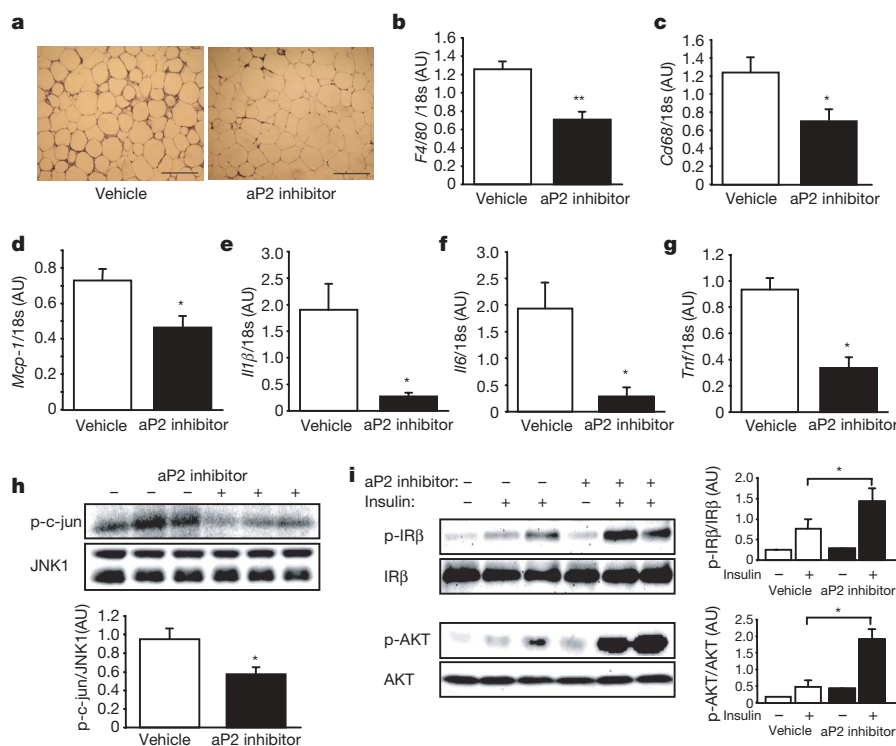 a
Vehicle
aP2 inhibitor
b
F4/80 /18s (AU)
1.6
1.4
1.2
1.0
0.8
0.6
0.4
0.2
0
**
Vehicle
aP2 inhibitor
c
Cd68/18s (AU)
1.6
1.4
1.2
1.0
0.8
0.6
0.4
0.2
0
*
Vehicle
aP2 inhibitor
d
Mcp-1/18s (AU)
0.8
0.6
0.4
0.2
0
*
Vehicle
aP2 inhibitor
e
Il1β/18s (AU)
2.0
1.5
1.0
0.5
0
*
Vehicle
aP2 inhibitor
f
Il6/18s (AU)
2.5
2.0
1.5
1.0
0.5
0
*
Vehicle
aP2 inhibitor
g
Tnf/18s (AU)
1.0
0.8
0.6
0.4
0.2
0
*
Vehicle
aP2 inhibitor
h
aP2 inhibitor
– – – + + +
p-c-jun
JNK1
p-c-jun/JNK1(AU)
1.2
1.0
0.8
0.6
0.4
0.2
0
*
Vehicle
aP2 inhibitor
i
aP2 inhibitor: – – – + + +
Insulin: – + + – + +
p-IRβ
IRβ
p-AKT
AKT
p-IRβ/IRβ (AU)
2.0
1.5
1.0
0.5
0
*
Insulin – + – +
Vehicle aP2 inhibitor
p-AKT/AKT (AU)
2.5
2.0
1.5
1.0
0.5
0
*
Insulin – + – +
Vehicle aP2 inhibitor